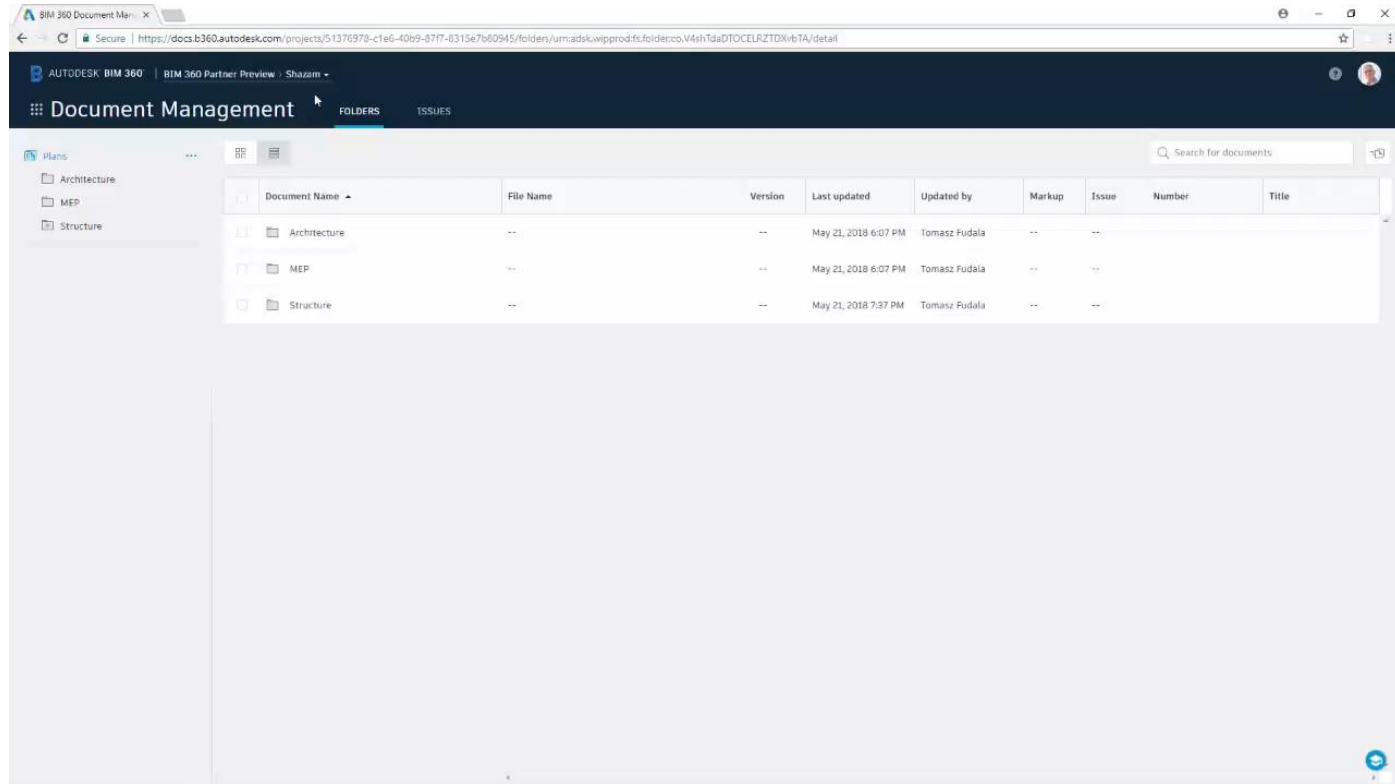 BIM 360 Document Man
Secure | https://docs.b360.autodesk.com/projects/51376978-c1e6-40b9-87f7-8315e7b60945/folders/urn:adsk.wipprod:fs.folder:co.V4shTdaDTOCELRZTDXvbTA/detail
AUTODESK BIM 360° | BIM 360 Partner Preview › Shazam
Document Management FOLDERS ISSUES
Plans ... Search for documents
Architecture
MEP
Structure
Document Name File Name Version Last updated Updated by Markup Issue Number Title
Architecture -- -- May 21, 2018 6:07 PM Tomasz Fudala -- --
MEP -- -- May 21, 2018 6:07 PM Tomasz Fudala -- --
Structure -- -- May 21, 2018 7:37 PM Tomasz Fudala -- --